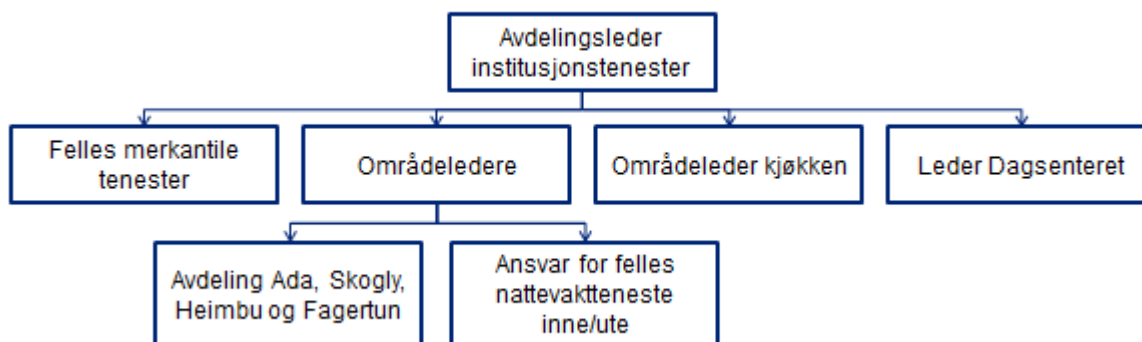 Avdelingsleder
institusjonstenester
Felles merkantile
tenester
Områdeledere
Områdeleder kjøkken
Leder Dagsenteret
Avdeling Ada, Skogly,
Heimbu og Fagertun
Ansvar for felles
nattevaktteneste
inne/ute